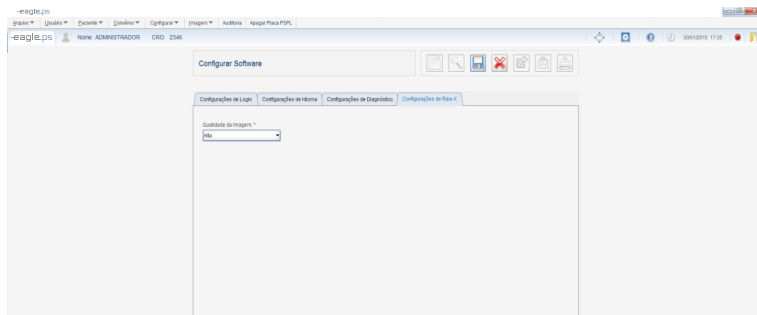 -eagle.ps
Arquivo Usuário Paciente Convênio Configurar Imagem Auditoria Apagar Placa PSPL
-eagle.ps Nome: ADMINISTRADOR CRO: 2346 30/01/2015 17:35
Configurar Software
Configurações de Login Configurações de Idioma Configurações de Diagnóstico Configurações de Raio-X
Qualidade da Imagem: *
Alta